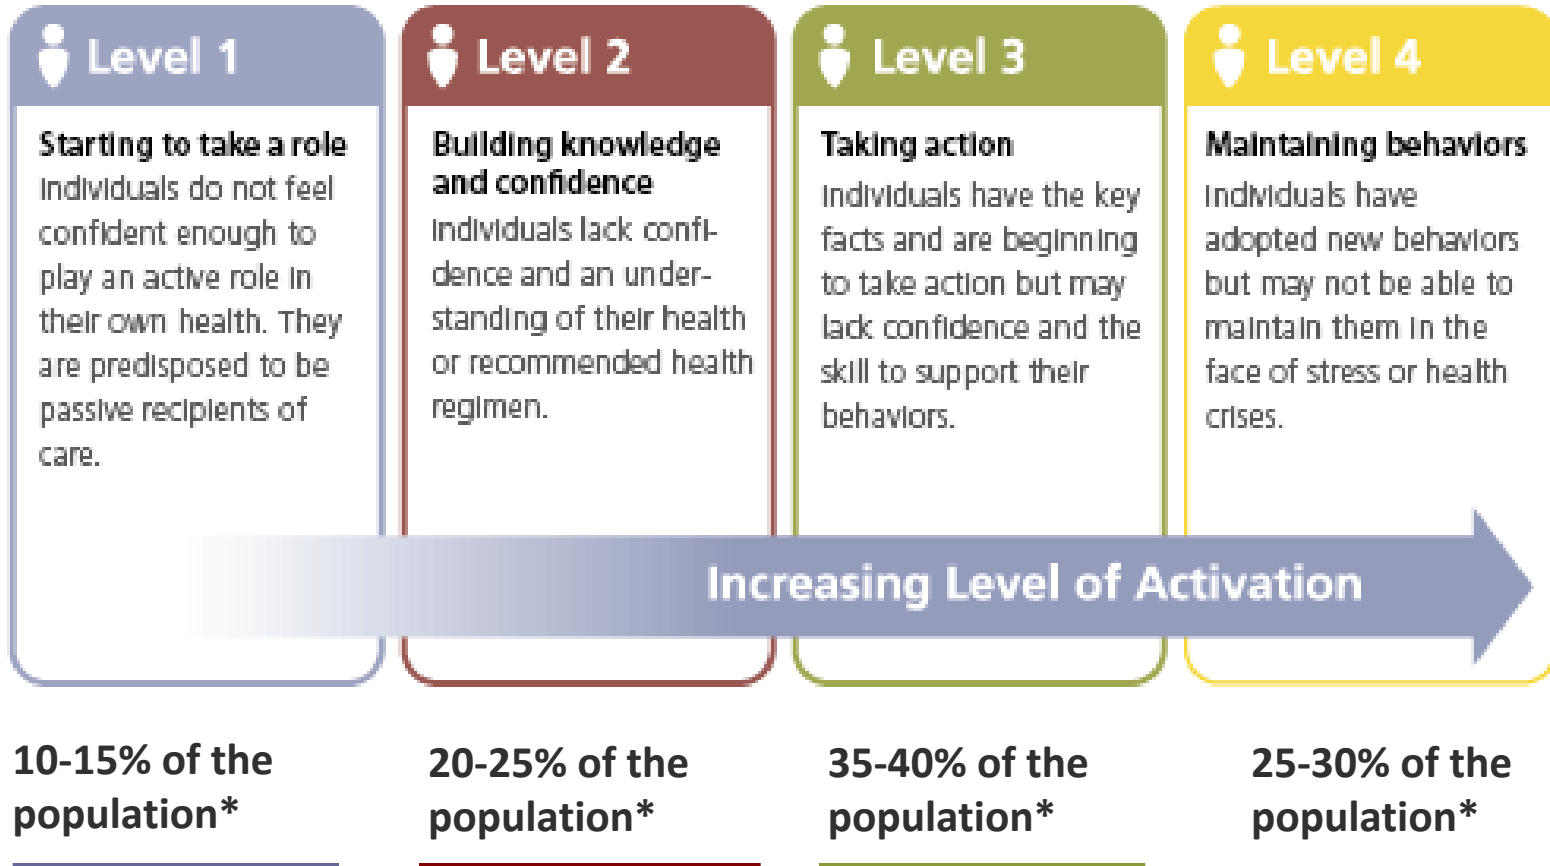 Level 1
Starting to take a role
Individuals do not feel
confident enough to
play an active role in
their own health. They
are predisposed to be
passive recipients of
care.
Level 2
Building knowledge
and confidence
Individuals lack confi-
dence and an under-
standing of their health
or recommended health
regimen.
Level 3
Taking action
Individuals have the key
facts and are beginning
to take action but may
lack confidence and the
skill to support their
behaviors.
Level 4
Maintaining behaviors
Individuals have
adopted new behaviors
but may not be able to
maintain them in the
face of stress or health
crises.
Increasing Level of Activation
10-15% of the
population*
20-25% of the
population*
35-40% of the
population*
25-30% of the
population*